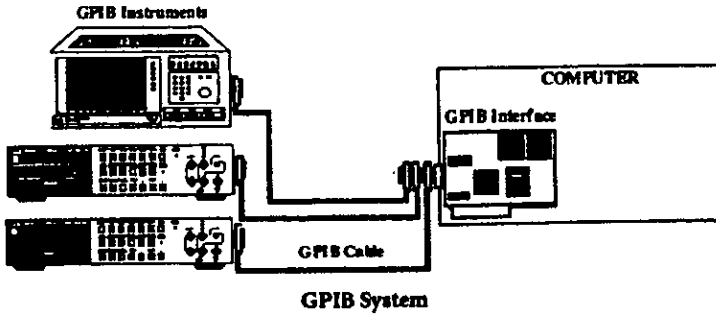 GPIB Instruments
COMPUTER
GPIB Interface
GPIB Cable
GPIB System